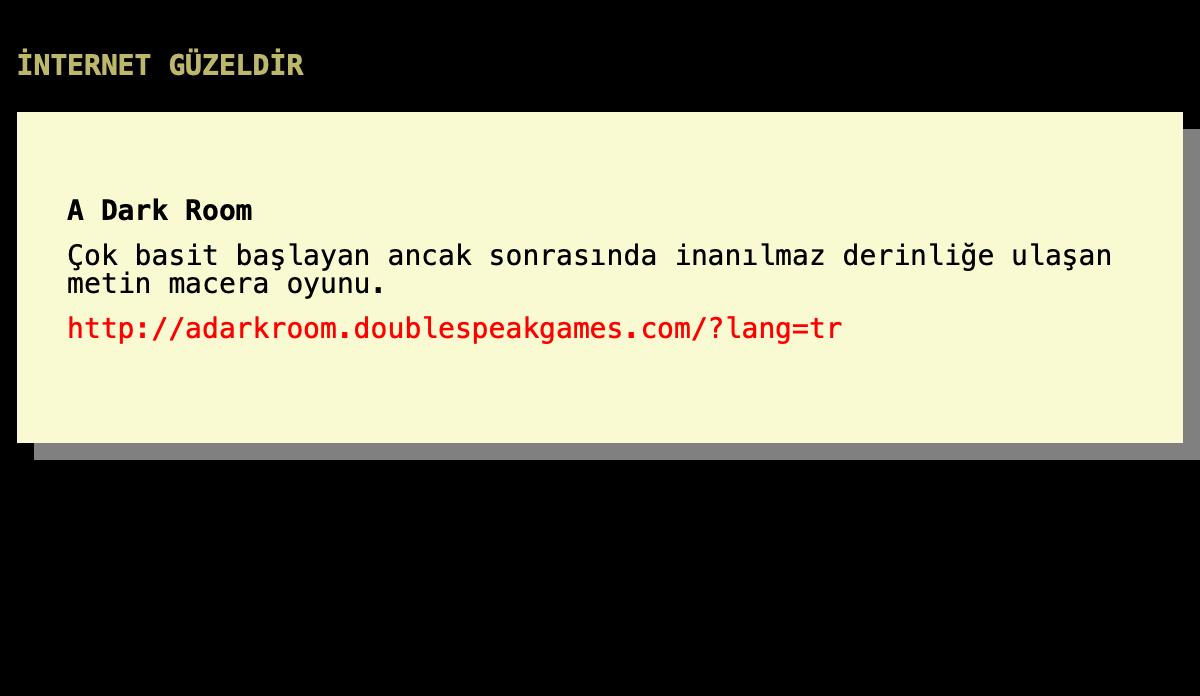 İNTERNET GÜZELDİR
A Dark Room
Çok basit başlayan ancak sonrasında inanılmaz derinliğe ulaşan
metin macera oyunu.
http://adarkroom.doublespeakgames.com/?lang=tr